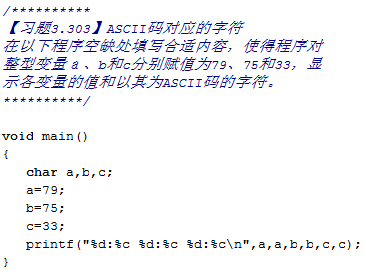 /**********
【习题3.303】ASCII码对应的字符
在以下程序空缺处填写合适内容，使得程序对
整型变量a、b和c分别赋值为79、75和33，显
示各变量的值和以其为ASCII码的字符。
**********/
void main()
{
char a,b,c;
a=79;
b=75;
c=33;
printf("%d:%c %d:%c %d:%c\n",a,a,b,b,c,c);
}